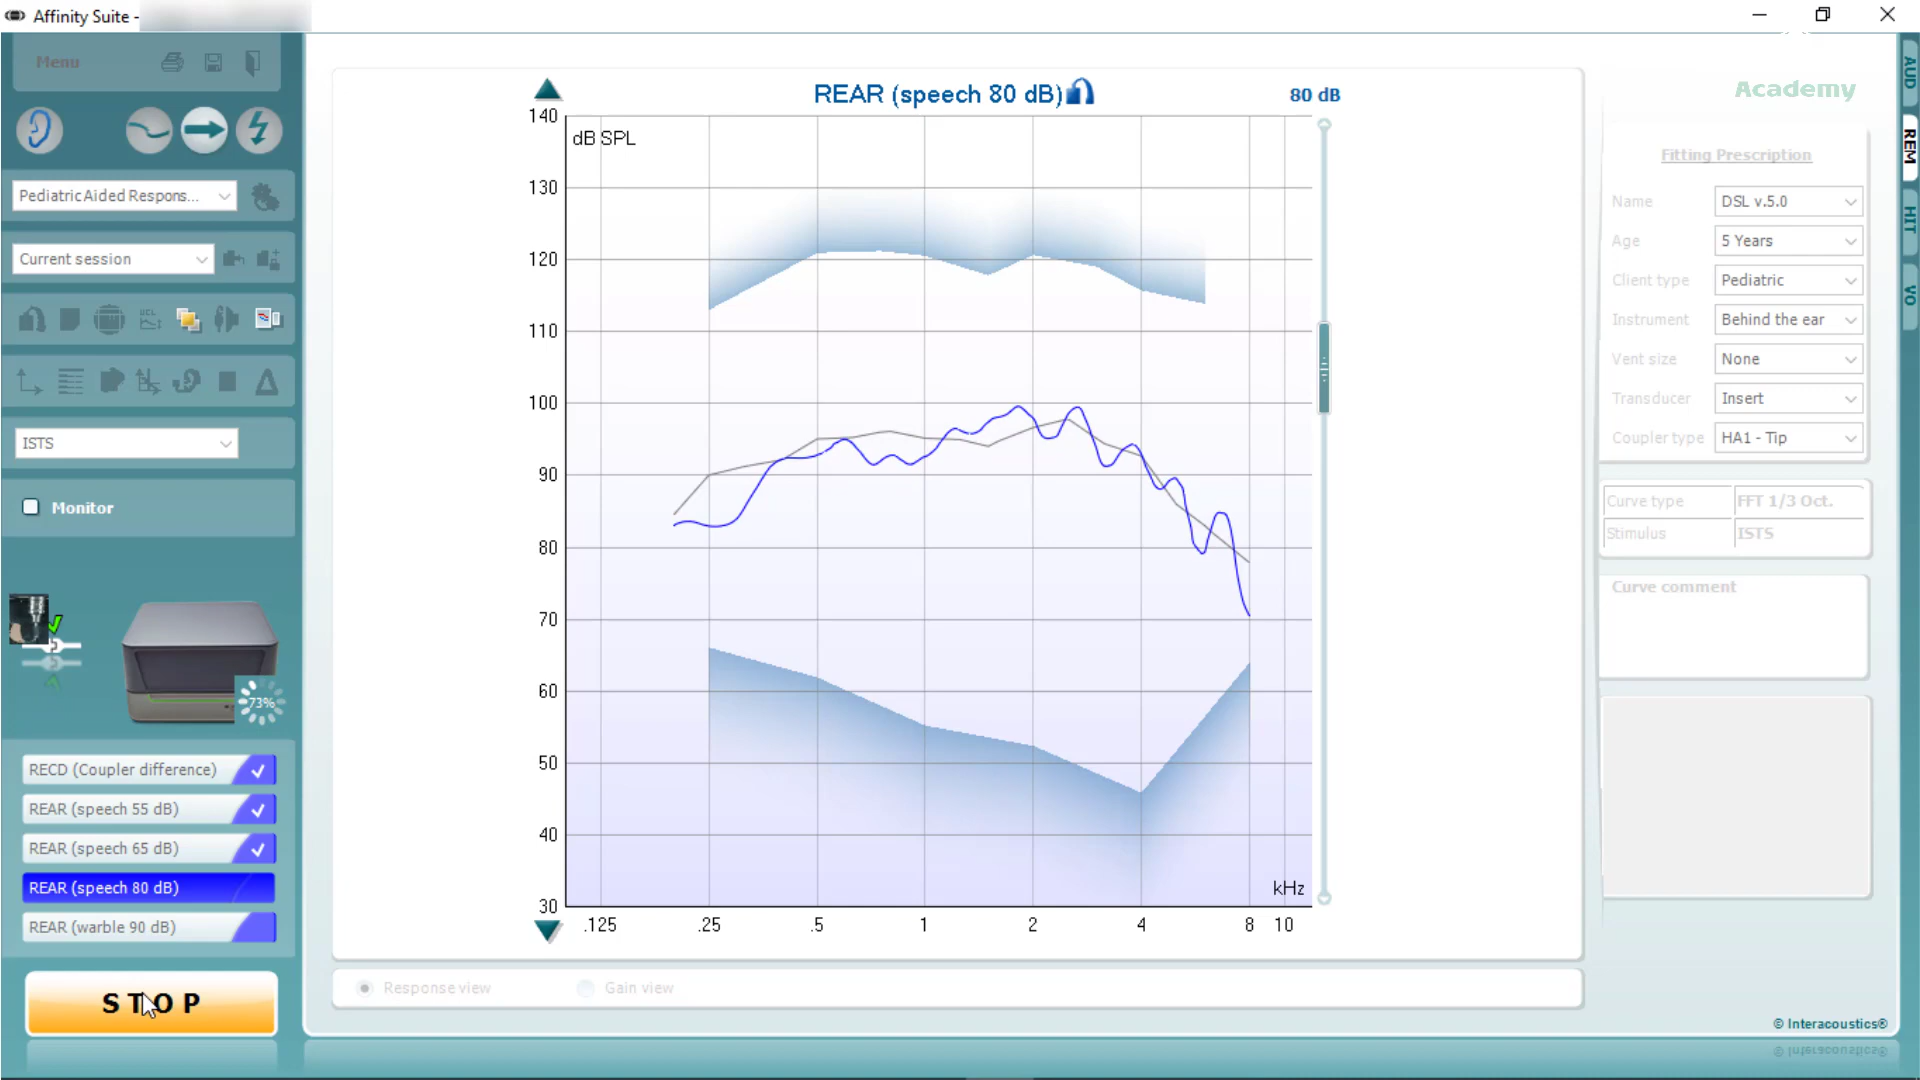 Affinity Suite -
Menu
Pediatric Aided Respons...
Current session
UCL
ISTS
Monitor
73%
RECD (Coupler difference)
REAR (speech 55 dB)
REAR (speech 65 dB)
REAR (speech 80 dB)
REAR (warble 90 dB)
STOP
REAR (speech 80 dB)
80 dB
dB SPL
140
130
120
110
100
90
80
70
60
50
40
30
kHz
.125 .25 .5 1 2 4 8 10
Response view Gain view
Academy
Fitting Prescription
Name DSL v.5.0
Age 5 Years
Client type Pediatric
Instrument Behind the ear
Vent size None
Transducer Insert
Coupler type HA1 - Tip
Curve type FFT 1/3 Oct.
Stimulus ISTS
Curve comment
© Interacoustics®
© Interacoustics®
AUD
REM
HIT
VO